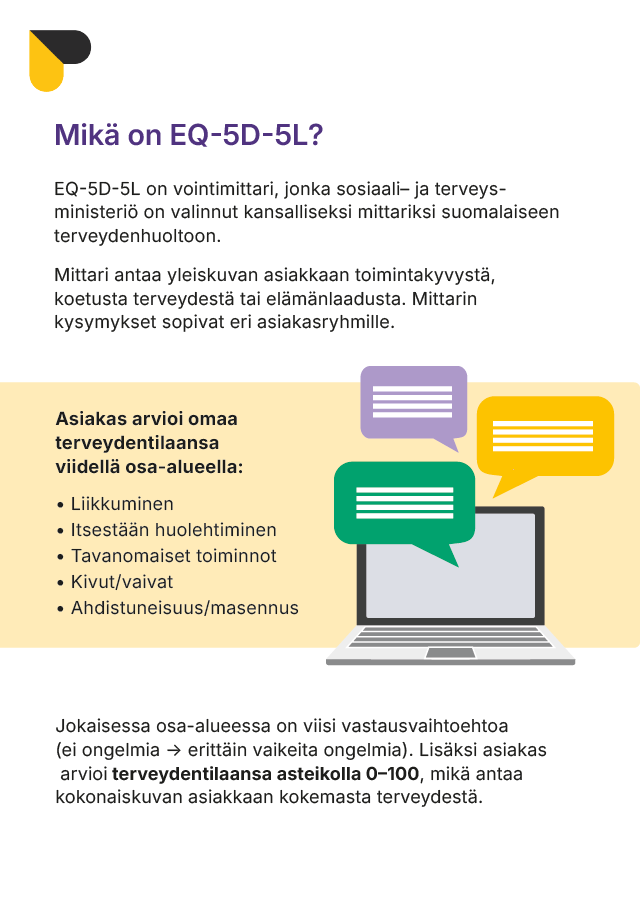 Mikä on EQ-5D-5L?
EQ-5D-5L on vointimittari, jonka sosiaali– ja terveys-
ministeriö on valinnut kansalliseksi mittariksi suomalaiseen
terveydenhuoltoon.
Mittari antaa yleiskuvan asiakkaan toimintakyvystä,
koetusta terveydestä tai elämänlaadusta. Mittarin
kysymykset sopivat eri asiakasryhmille.
Asiakas arvioi omaa
terveydentilaansa
viidellä osa-alueella:
• Liikkuminen
• Itsestään huolehtiminen
• Tavanomaiset toiminnot
• Kivut/vaivat
• Ahdistuneisuus/masennus
Jokaisessa osa-alueessa on viisi vastausvaihtoehtoa
(ei ongelmia → erittäin vaikeita ongelmia). Lisäksi asiakas
arvioi terveydentilaansa asteikolla 0–100, mikä antaa
kokonaiskuvan asiakkaan kokemasta terveydestä.